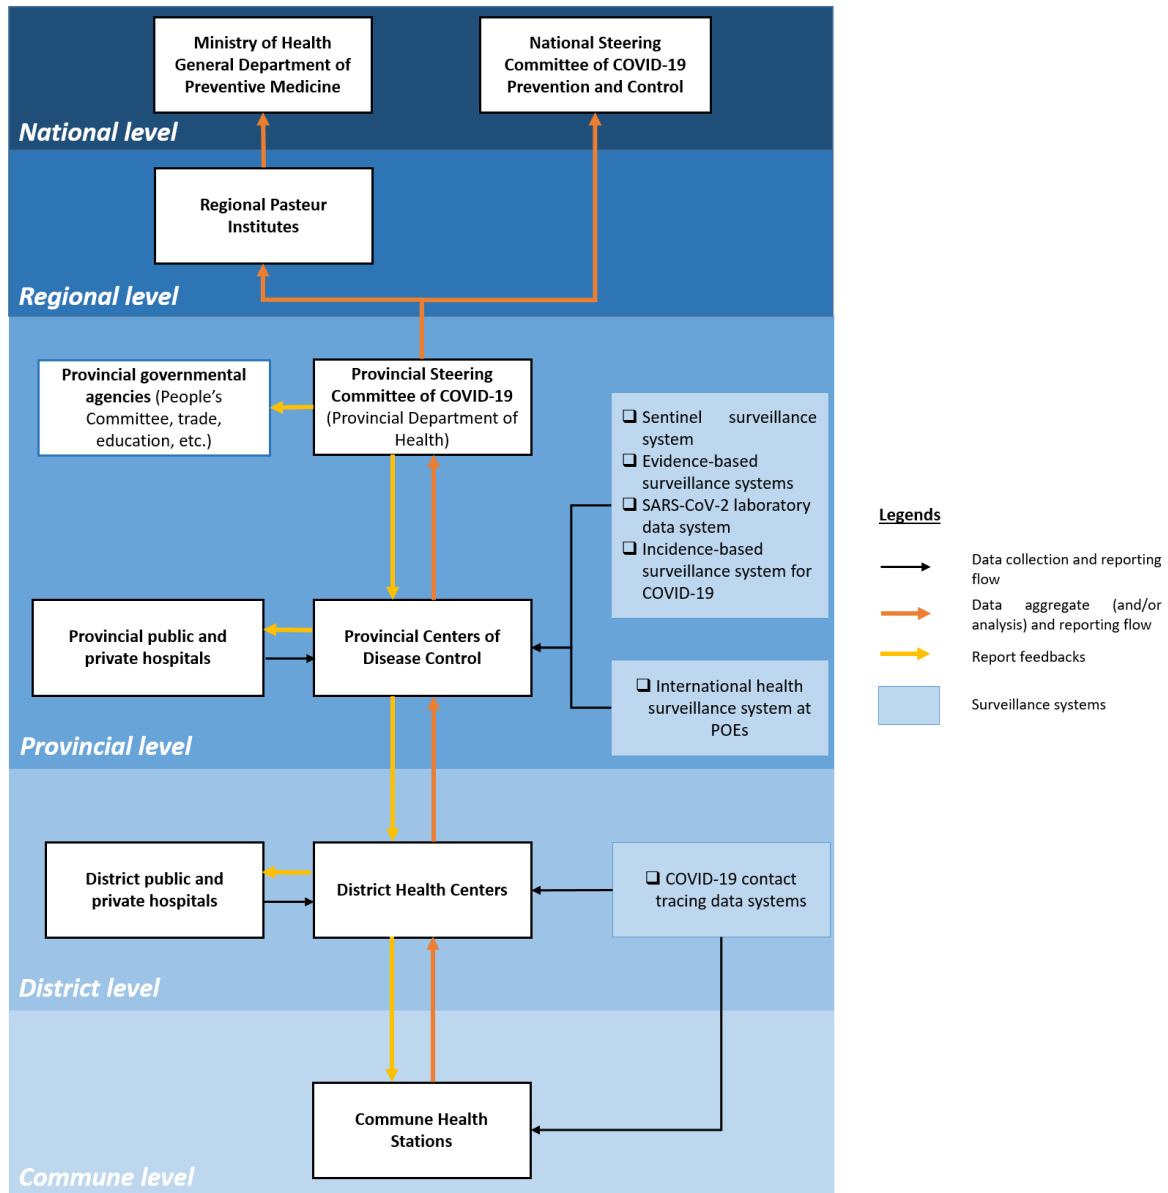 Ministry of Health
General Department of
Preventive Medicine
National Steering
Committee of COVID-19
Prevention and Control
National level
Regional Pasteur
Institutes
Regional level
Provincial governmental
agencies (People's
Committee, trade,
education, etc.)
Provincial Steering
Committee of COVID-19
(Provincial Department of
Health)
❑ Sentinel surveillance
system
❑ Evidence-based
surveillance systems
❑ SARS-CoV-2 laboratory
data system
❑ Incidence-based
surveillance system for
COVID-19
Provincial public and
private hospitals
Provincial Centers of
Disease Control
❑ International health
surveillance system at
POEs
Provincial level
District public and
private hospitals
District Health Centers
❑ COVID-19 contact
tracing data systems
District level
Commune Health
Stations
Commune level
Legends
Data collection and reporting
flow
Data aggregate (and/or
analysis) and reporting flow
Report feedbacks
Surveillance systems